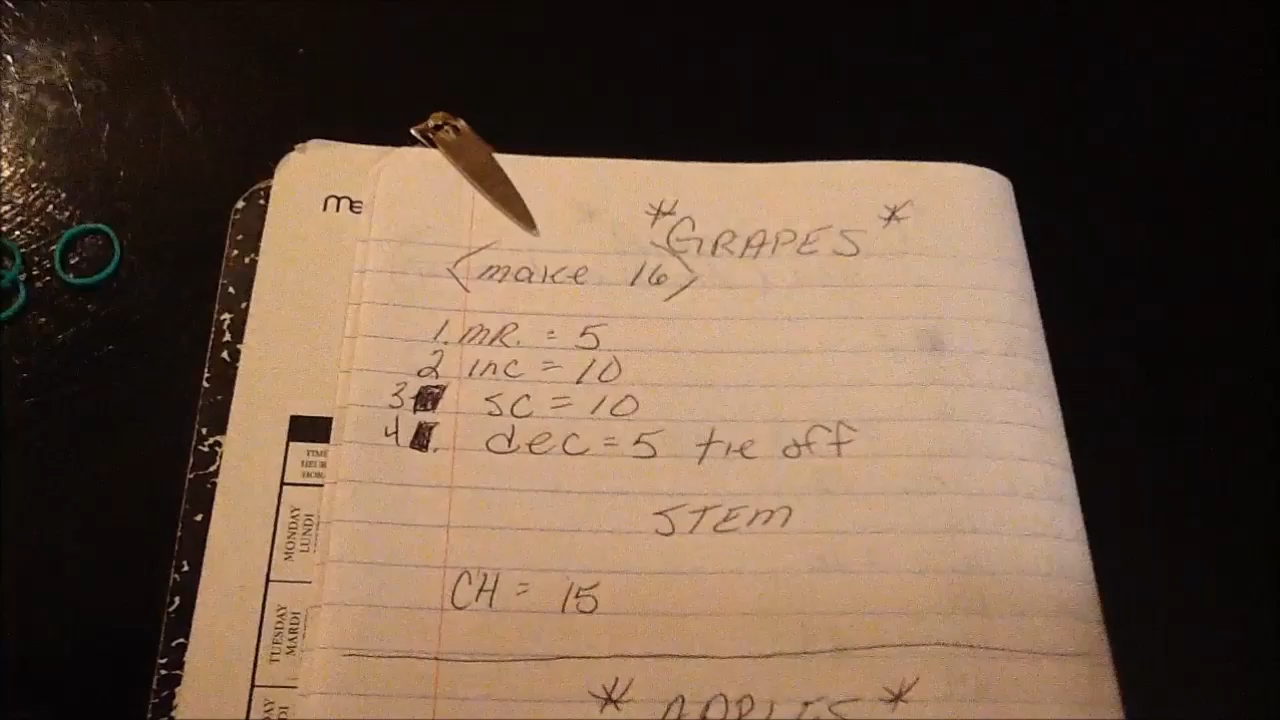 ME
*GRAPES*
<make 16>
1. MR. = 5
2 inc = 10
3 sc = 10
4. dec = 5 tie off
STEM
CH = 15
* APPLES *
MONDAY
LUNDI
TUESDAY
MARDI